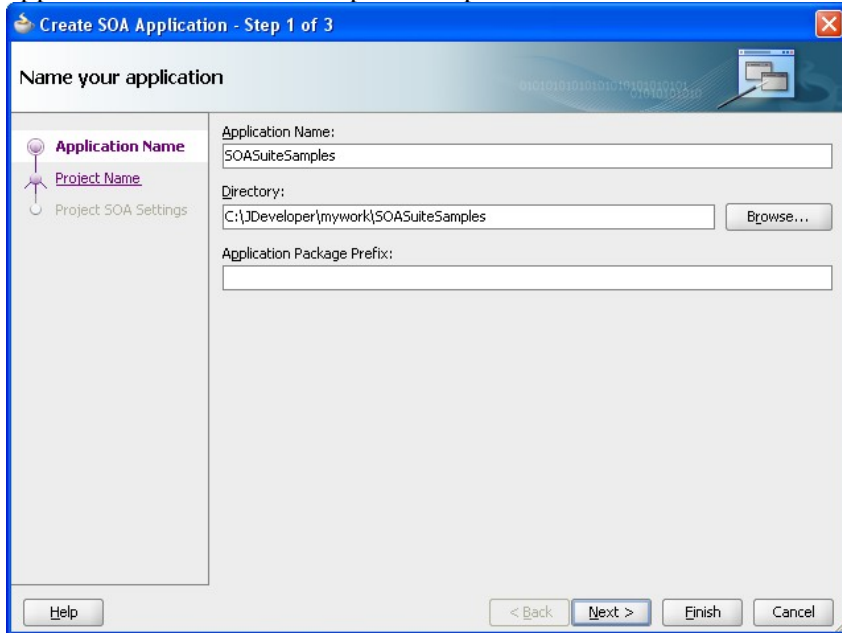 Create SOA Application - Step 1 of 3
Name your application
Application Name
Project Name
Project SOA Settings
Application Name:
SOASuiteSamples
Directory:
C:\JDeveloper\mywork\SOASuiteSamples
Browse...
Application Package Prefix:
Help
< Back
Next >
Finish
Cancel